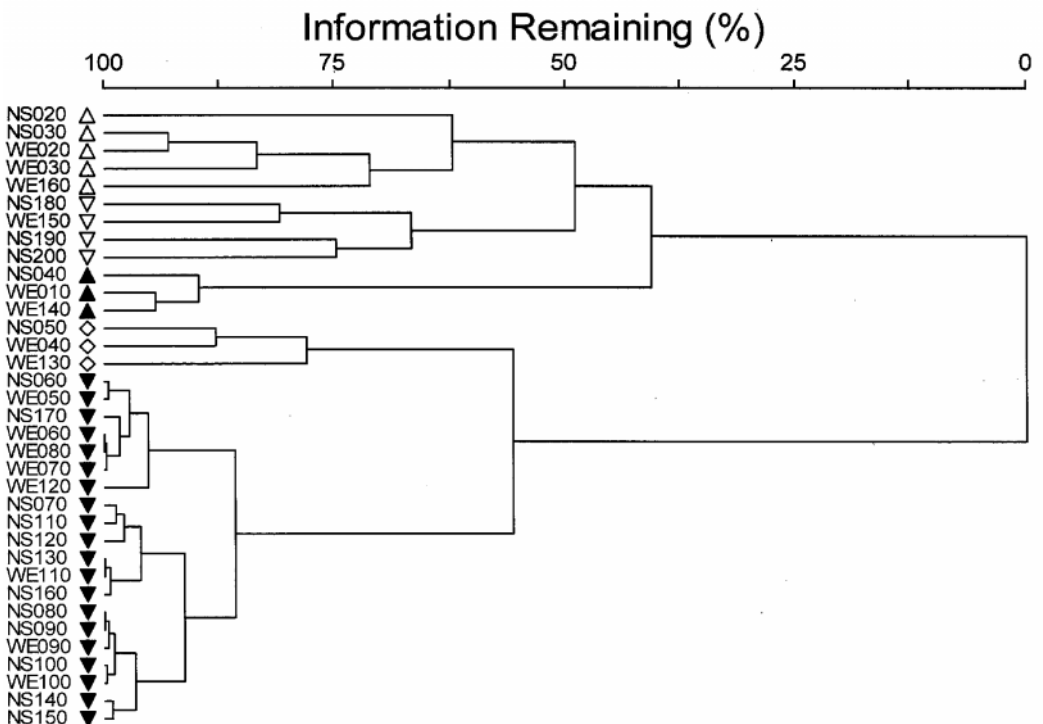 Information Remaining (%)
100 75 50 25 0
NS020
NS030
WE020
WE030
WE160
NS180
WE150
NS190
NS200
NS040
WE010
WE140
NS050
WE040
WE130
NS060
WE050
NS170
WE060
WE080
WE070
WE120
NS070
NS110
NS120
NS130
WE110
NS160
NS080
NS090
WE090
NS100
WE100
NS140
NS150